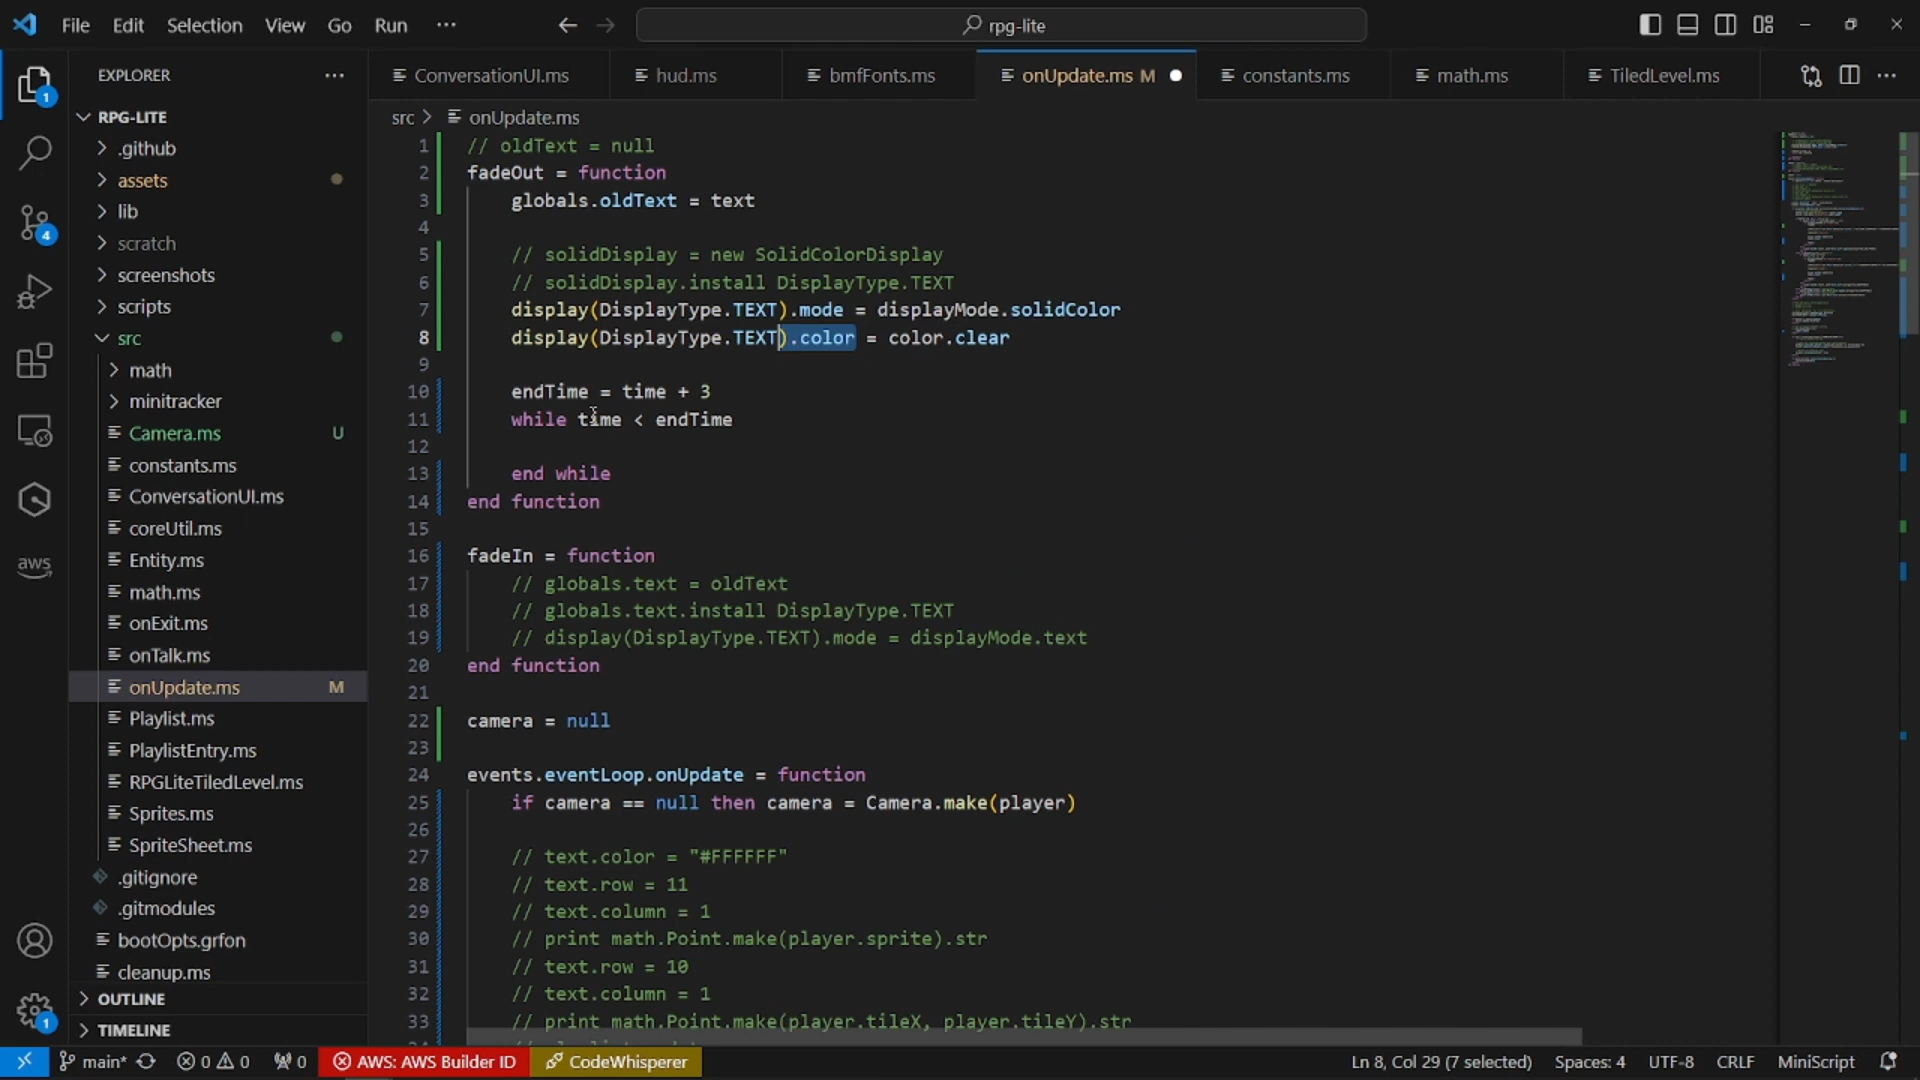 File Edit Selection View Go Run ··· rpg-lite
EXPLORER ···
RPG-LITE
.github
assets
lib
scratch
screenshots
scripts
src
math
minitracker
Camera.ms U
constants.ms
ConversationUI.ms
coreUtil.ms
Entity.ms
math.ms
onExit.ms
onTalk.ms
onUpdate.ms M
Playlist.ms
PlaylistEntry.ms
RPGLiteTiledLevel.ms
Sprites.ms
SpriteSheet.ms
.gitignore
.gitmodules
bootOpts.grfon
cleanup.ms
OUTLINE
TIMELINE
1
4
aws
1
ConversationUI.ms hud.ms bmfFonts.ms onUpdate.ms M constants.ms math.ms TiledLevel.ms
src > onUpdate.ms
1 // oldText = null
2 fadeOut = function
3 globals.oldText = text
4
5 // solidDisplay = new SolidColorDisplay
6 // solidDisplay.install DisplayType.TEXT
7 display(DisplayType.TEXT).mode = displayMode.solidColor
8 display(DisplayType.TEXT).color = color.clear
9
10 endTime = time + 3
11 while time < endTime
12
13 end while
14 end function
15
16 fadeIn = function
17 // globals.text = oldText
18 // globals.text.install DisplayType.TEXT
19 // display(DisplayType.TEXT).mode = displayMode.text
20 end function
21
22 camera = null
23
24 events.eventLoop.onUpdate = function
25 if camera == null then camera = Camera.make(player)
26
27 // text.color = "#FFFFFF"
28 // text.row = 11
29 // text.column = 1
30 // print math.Point.make(player.sprite).str
31 // text.row = 10
32 // text.column = 1
33 // print math.Point.make(player.tileX, player.tileY).str
main* 0 0 0 AWS: AWS Builder ID CodeWhisperer Ln 8, Col 29 (7 selected) Spaces: 4 UTF-8 CRLF MiniScript